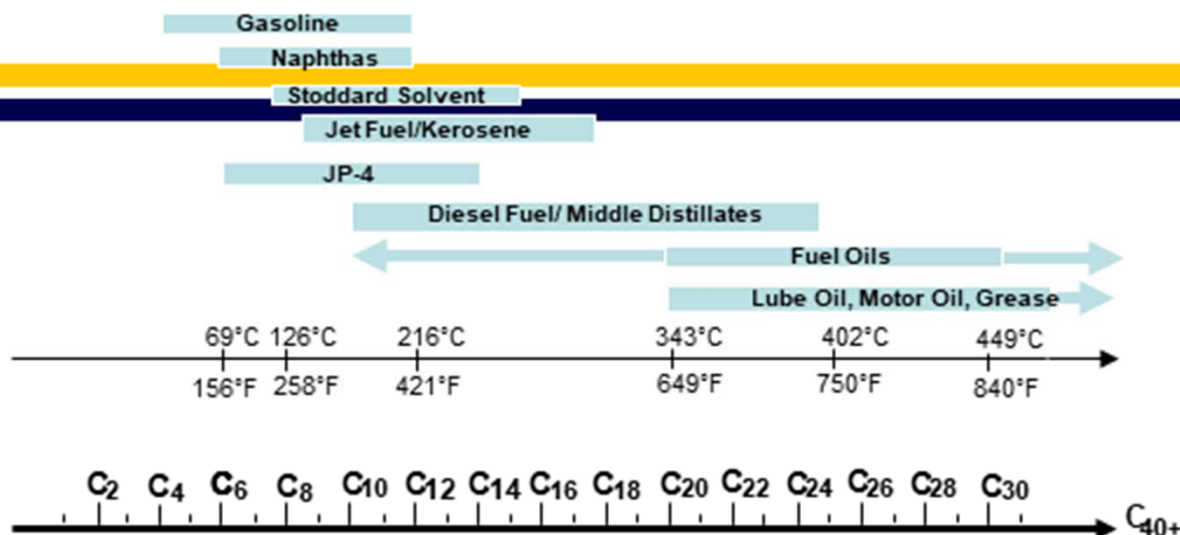 Gasoline
Naphthas
Stoddard Solvent
Jet Fuel/Kerosene
JP-4
Diesel Fuel/ Middle Distillates
Fuel Oils
Lube Oil, Motor Oil, Grease
69°C 126°C 216°C 343°C 402°C 449°C
156°F 258°F 421°F 649°F 750°F 840°F
C2 C4 C6 C8 C10 C12 C14 C16 C18 C20 C22 C24 C26 C28 C30 C40+